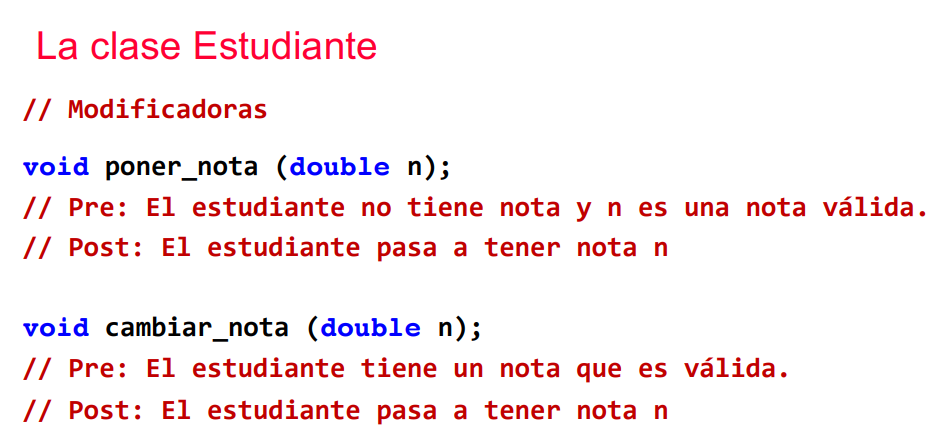 La clase Estudiante
// Modificadoras
void poner_nota (double n);
// Pre: El estudiante no tiene nota y n es una nota válida.
// Post: El estudiante pasa a tener nota n
void cambiar_nota (double n);
// Pre: El estudiante tiene un nota que es válida.
// Post: El estudiante pasa a tener nota n